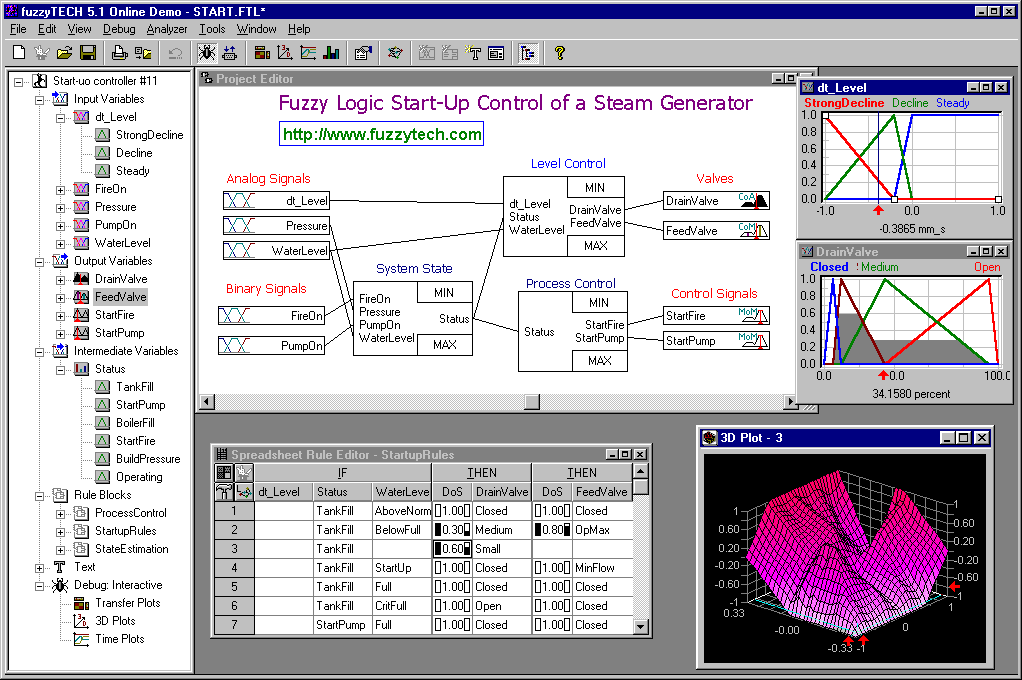 fuzzyTECH 5.1 Online Demo - START.FTL*
File Edit View Debug Analyzer Tools Window Help
Start-uo controller #11
Input Variables
dt_Level
StrongDecline
Decline
Steady
FireOn
Pressure
PumpOn
WaterLevel
Output Variables
DrainValve
FeedValve
StartFire
StartPump
Intermediate Variables
Status
TankFill
StartPump
BoilerFill
StartFire
BuildPressure
Operating
Rule Blocks
ProcessControl
StartupRules
StateEstimation
Text
Debug: Interactive
Transfer Plots
3D Plots
Time Plots
Project Editor
Fuzzy Logic Start-Up Control of a Steam Generator
http://www.fuzzytech.com
Analog Signals
dt_Level
Pressure
WaterLevel
Binary Signals
FireOn
PumpOn
System State
MIN
FireOn
Pressure
PumpOn
WaterLevel
Status
MAX
Level Control
MIN
dt_Level
Status
WaterLevel
DrainValve
FeedValve
MAX
Process Control
MIN
Status
StartFire
StartPump
MAX
Valves
DrainValve CoA
FeedValve CoM
Control Signals
StartFire MoM
StartPump MoM
dt_Level
StrongDecline Decline Steady
1.0
0.8
0.6
0.4
0.2
0.0
-1.0 0.0 1.0
-0.3865 mm_s
DrainValve
Closed ! Medium Open
1.0
0.8
0.6
0.4
0.2
0.0
0.0 0.0 100.0
34.1580 percent
Spreadsheet Rule Editor - StartupRules
IF THEN THEN
dt_Level Status WaterLeve DoS DrainValve DoS FeedValve
1 TankFill AboveNorm 1.00 Closed 1.00 Closed
2 TankFill BelowFull 0.30 Medium 0.80 OpMax
3 TankFill 0.60 Small
4 TankFill StartUp 1.00 Closed 1.00 MinFlow
5 TankFill Full 1.00 Closed 1.00 Closed
6 TankFill CritFull 1.00 Open 1.00 Closed
7 StartPump Full 1.00 Closed 1.00 Closed
3D Plot - 3
1
0.60
0.20
-0.20
-0.60
-1
0.33
-0.00
-0.33
-1
0
1
1
0.60
0.20
-0.20
0.60
1